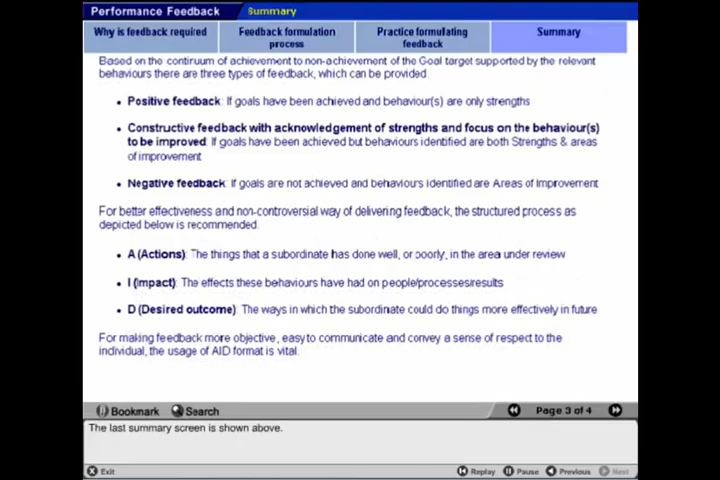 Performance Feedback Summary
Why is feedback required
Feedback formulation
process
Practice formulating
feedback
Summary
Based on the continuum of achievement to non-achievement of the Goal target supported by the relevant
behaviours there are three types of feedback, which can be provided.
• Positive feedback: If goals have been achieved and behaviour(s) are only strengths
• Constructive feedback with acknowledgement of strengths and focus on the behaviour(s)
to be improved: If goals have been achieved but behaviours identified are both Strengths & areas
of improvement
• Negative feedback: If goals are not achieved and behaviours identified are Areas of Improvement
For better effectiveness and non-controversial way of delivering feedback, the structured process as
depicted below is recommended.
• A (Actions): The things that a subordinate has done well, or poorly, in the area under review
• I (Impact): The effects these behaviours have had on people/processes/results
• D (Desired outcome): The ways in which the subordinate could do things more effectively in future
For making feedback more objective, easy to communicate and convey a sense of respect to the
individual, the usage of AID format is vital.
Bookmark Search Page 3 of 4
The last summary screen is shown above.
Exit Replay Pause Previous Next